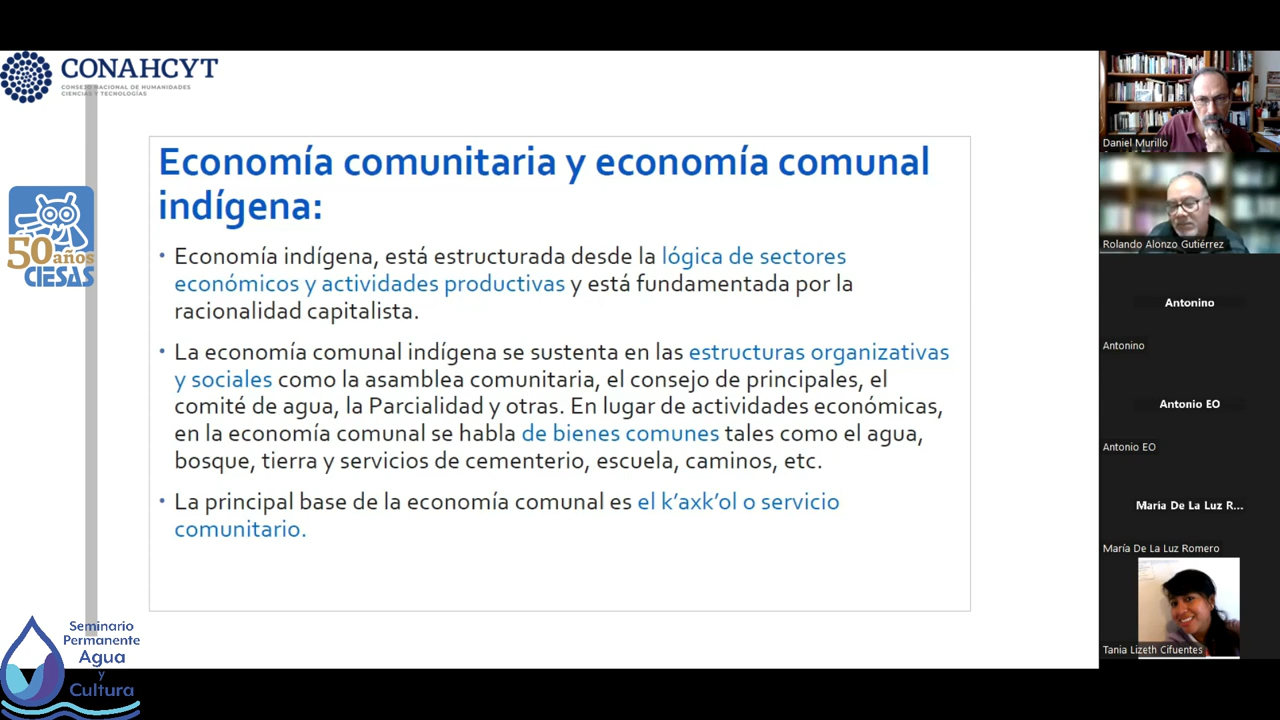 CONAHCYT
CONSEJO NACIONAL DE HUMANIDADES
CIENCIAS Y TECNOLOGÍAS
50 años
CIESAS
Economía comunitaria y economía comunal
indígena:
• Economía indígena, está estructurada desde la lógica de sectores
económicos y actividades productivas y está fundamentada por la
racionalidad capitalista.
• La economía comunal indígena se sustenta en las estructuras organizativas
y sociales como la asamblea comunitaria, el consejo de principales, el
comité de agua, la Parcialidad y otras. En lugar de actividades económicas,
en la economía comunal se habla de bienes comunes tales como el agua,
bosque, tierra y servicios de cementerio, escuela, caminos, etc.
• La principal base de la economía comunal es el k’axk’ol o servicio
comunitario.
Seminario
Permanente
Agua
y
Cultura
Daniel Murillo
Rolando Alonzo Gutiérrez
Antonino
Antonino
Antonio EO
Antonio EO
Maria De La Luz R...
María De La Luz Romero
Tania Lizeth Cifuentes